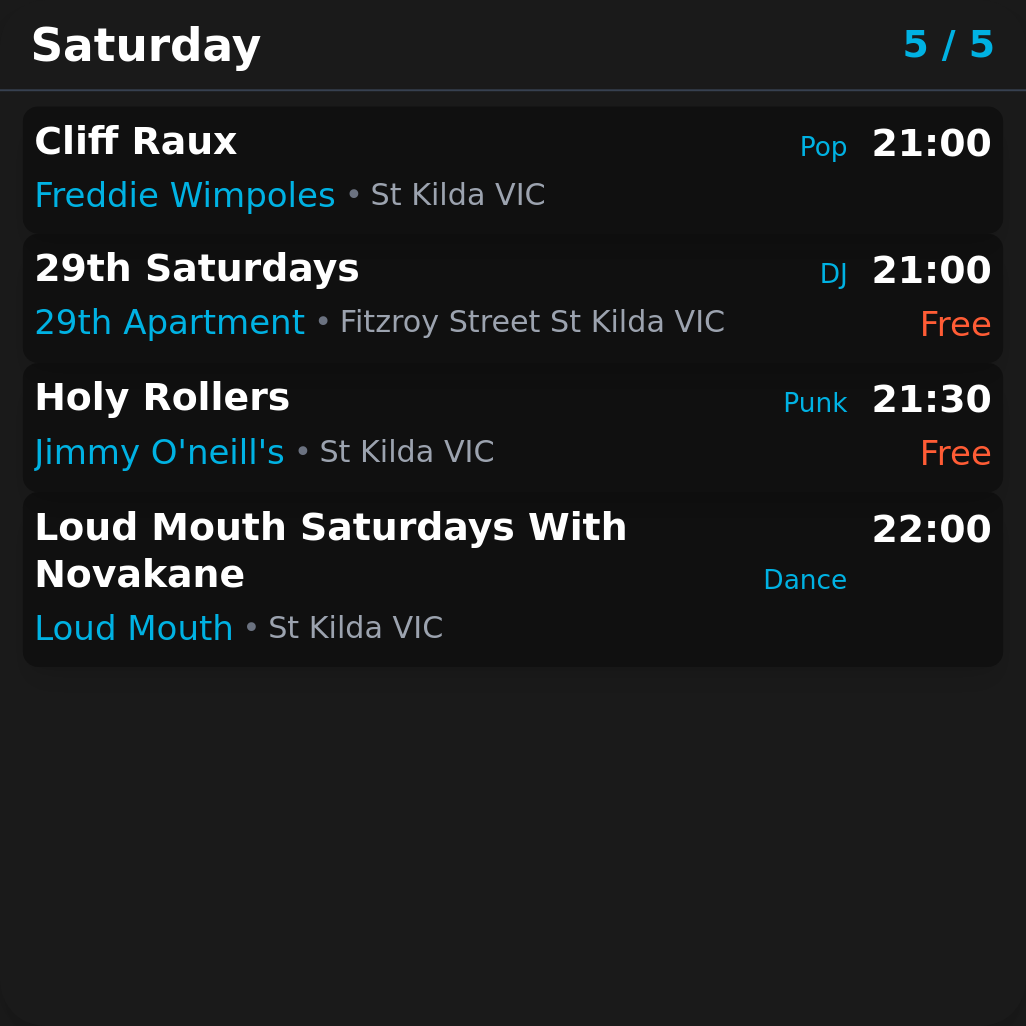 Saturday 5 / 5
Cliff Raux Pop 21:00
Freddie Wimpoles • St Kilda VIC
29th Saturdays DJ 21:00
29th Apartment • Fitzroy Street St Kilda VIC Free
Holy Rollers Punk 21:30
Jimmy O'neill's • St Kilda VIC Free
Loud Mouth Saturdays With 22:00
Novakane Dance
Loud Mouth • St Kilda VIC